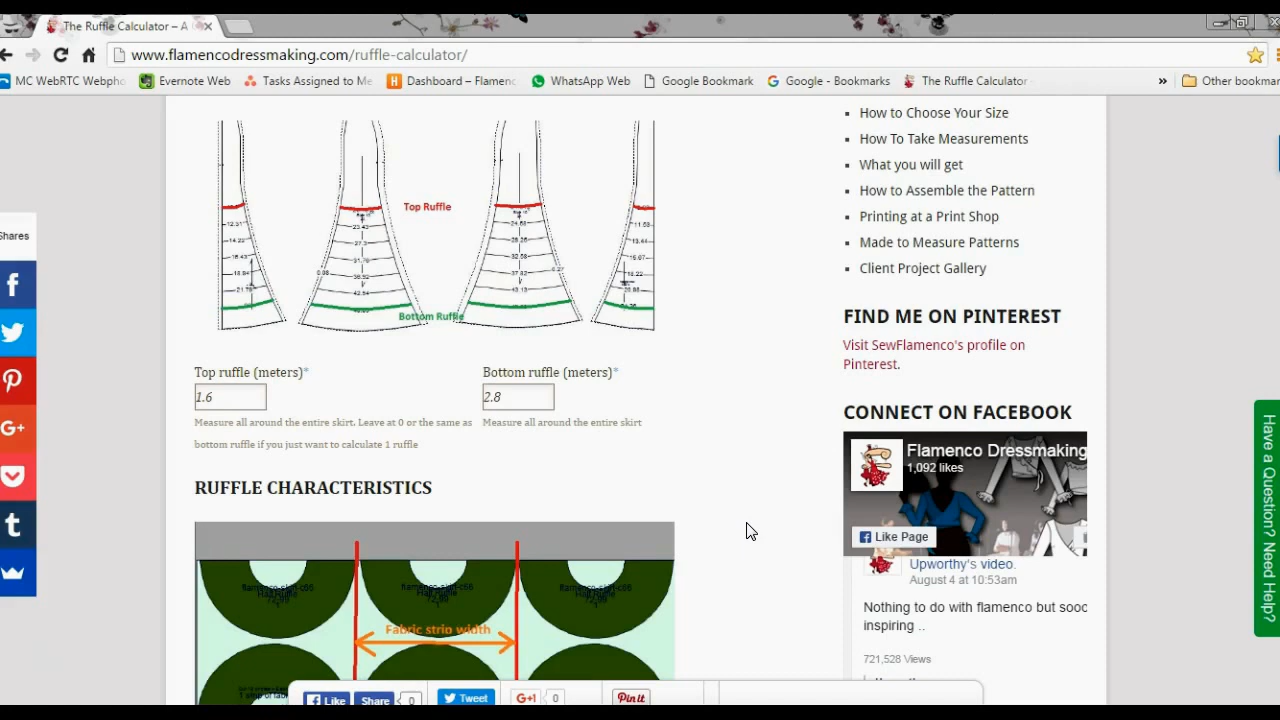 The Ruffle Calculator – A
www.flamencodressmaking.com/ruffle-calculator/
MC WebRTC Webph
Evernote Web
Tasks Assigned to Me
Dashboard – Flamenc
WhatsApp Web
Google Bookmark
Google - Bookmarks
The Ruffle Calculator
»
Other bookmar
Shares
Top Ruffle
Bottom Ruffle
Top ruffle (meters)*
Bottom ruffle (meters)*
1.6
2.8
Measure all around the entire skirt. Leave at 0 or the same as
bottom ruffle if you just want to calculate 1 ruffle
Measure all around the entire skirt
RUFFLE CHARACTERISTICS
Fabric strip width
Like
Share
0
Tweet
G+1
0
Pin it
How to Choose Your Size
How To Take Measurements
What you will get
How to Assemble the Pattern
Printing at a Print Shop
Made to Measure Patterns
Client Project Gallery
FIND ME ON PINTEREST
Visit SewFlamenco's profile on
Pinterest.
CONNECT ON FACEBOOK
Flamenco Dressmaking
1,092 likes
Like Page
Upworthy's video.
August 4 at 10:53am
Nothing to do with flamenco but sooc
inspiring ..
721,528 Views
Have a Question? Need Help?